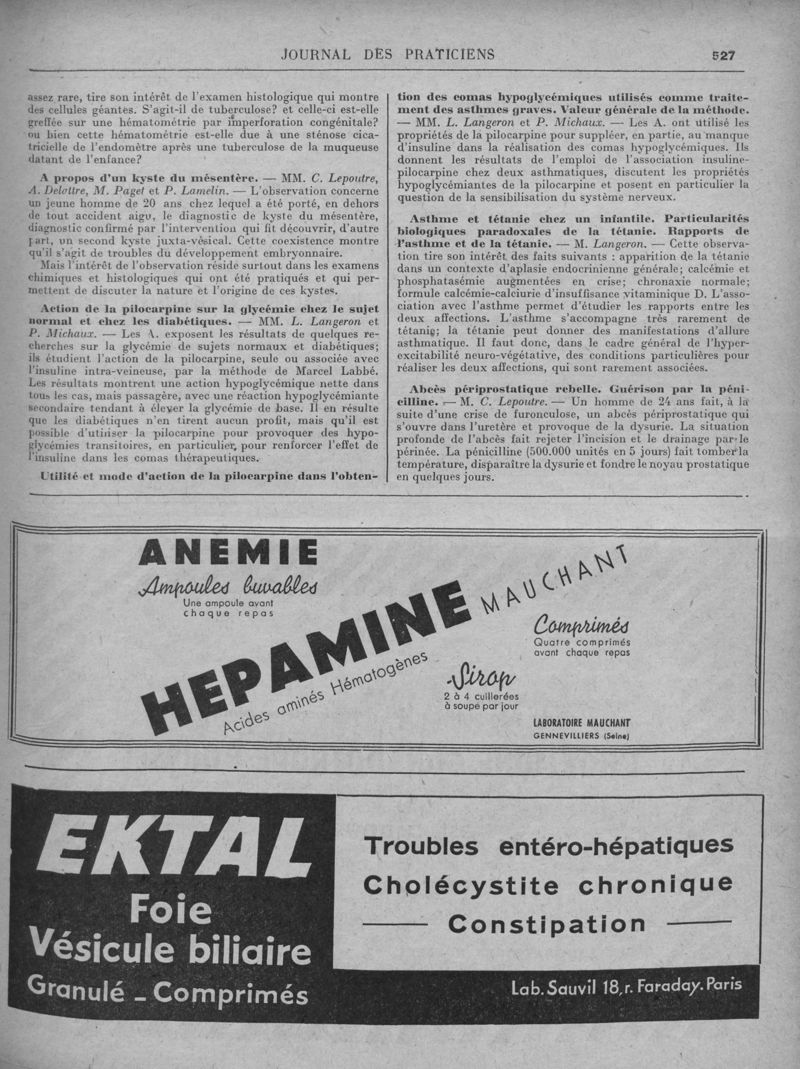 JOURNAL DES PRATICIENS 527
assez rare, tire son intérêt de l'examen histologique qui montre
des cellules géantes. S'agit-il de tuberculose? et celle-ci est-elle
greffée sur une hématométrie par imperforation congénitale?
ou bien cette hématométrie est-elle due à une sténose cica-
tricielle de l'endomètre après une tuberculose de la muqueuse
datant de l'enfance?
A propos d'un kyste du mésentère. — MM. C. Lepoutre,
A. Delattre, M. Paget et P. Lamelin. — L'observation concerne
un jeune homme de 20 ans chez lequel a été porté, en dehors
de tout accident aigu, le diagnostic de kyste du mésentère,
diagnostic confirmé par l'intervention qui fit découvrir, d'autre
part, un second kyste juxta-vésical. Cette coexistence montre
qu'il s'agit de troubles du développement embryonnaire.
Mais l'intérêt de l'observation réside surtout dans les examens
chimiques et histologiques qui ont été pratiqués et qui per-
mettent de discuter la nature et l'origine de ces kystes.
Action de la pilocarpine sur la glycémie chez le sujet
normal et chez les diabétiques. — MM. L. Langeron et
P. Michaux. — Les A. exposent les résultats de quelques re-
cherches sur la glycémie de sujets normaux et diabétiques;
ils étudient l'action de la pilocarpine, seule ou associée avec
l'insuline intra-veineuse, par la méthode de Marcel Labbé.
Les résultats montrent une action hypoglycémique nette dans
tous les cas, mais passagère, avec une réaction hypoglycémiante
secondaire tendant à élever la glycémie de base. Il en résulte
que les diabétiques n'en tirent aucun profit, mais qu'il est
possible d'utiliser la pilocarpine pour provoquer des hypo-
glycémies transitoires, en particulier, pour renforcer l'effet de
l'insuline dans les comas thérapeutiques.
Utilité et mode d'action de la pilocarpine dans l'obten-
tion des comas hypoglycémiques utilisés comme traite-
ment des asthmes graves. Valeur générale de la méthode.
— MM. L. Langeron et P. Michaux. — Les A. ont utilisé les
propriétés de la pilocarpine pour suppléer, en partie, au manque
d'insuline dans la réalisation des comas hypoglycémiques. Ils
donnent les résultats de l'emploi de l'association insuline-
pilocarpine chez deux asthmatiques, discutent les propriétés
hypoglycémiantes de la pilocarpine et posent en particulier la
question de la sensibilisation du système nerveux.
Asthme et tétanie chez un infantile. Particularités
biologiques paradoxales de la tétanie. Rapports de
l'asthme et de la tétanie. — M. Langeron. — Cette observa-
tion tire son intérêt des faits suivants : apparition de la tétanie
dans un contexte d'aplasie endocrinienne générale; calcémie et
phosphatasémie augmentées en crise; chronaxie normale;
formule calcémie-calciurie d'insuffisance vitaminique D. L'asso-
ciation avec l'asthme permet d'étudier les rapports entre les
deux affections. L'asthme s'accompagne très rarement de
tétanie; la tétanie peut donner des manifestations d'allure
asthmatique. Il faut donc, dans le cadre général de l'hyper-
excitabilité neuro-végétative, des conditions particulières pour
réaliser les deux affections, qui sont rarement associées.
Abcès périprostatique rebelle. Guérison par la péni-
cilline. — M. C. Lepoutre. — Un homme de 24 ans fait, à la
suite d'une crise de furonculose, un abcès périprostatique qui
s'ouvre dans l'uretère et provoque de la dysurie. La situation
profonde de l'abcès fait rejeter l'incision et le drainage par le
périnée. La pénicilline (500.000 unités en 5 jours) fait tomber la
température, disparaître la dysurie et fondre le noyau prostatique
en quelques jours.
ANEMIE
Ampoules buvables
Une ampoule avant
chaque repas
HEPAMINE MAUCHANT
Acides aminés Hématogènes
Comprimés
Quatre comprimés
avant chaque repas
Sirop
2 à 4 cuillerées
à soupe par jour
LABORATOIRE MAUCHANT
GENNEVILLIERS (Seine)
EKTAL
Foie
Vésicule biliaire
Granulé - Comprimés
Troubles entéro-hépatiques
Cholécystite chronique
— Constipation —
Lab. Sauvil 18, r. Faraday. Paris